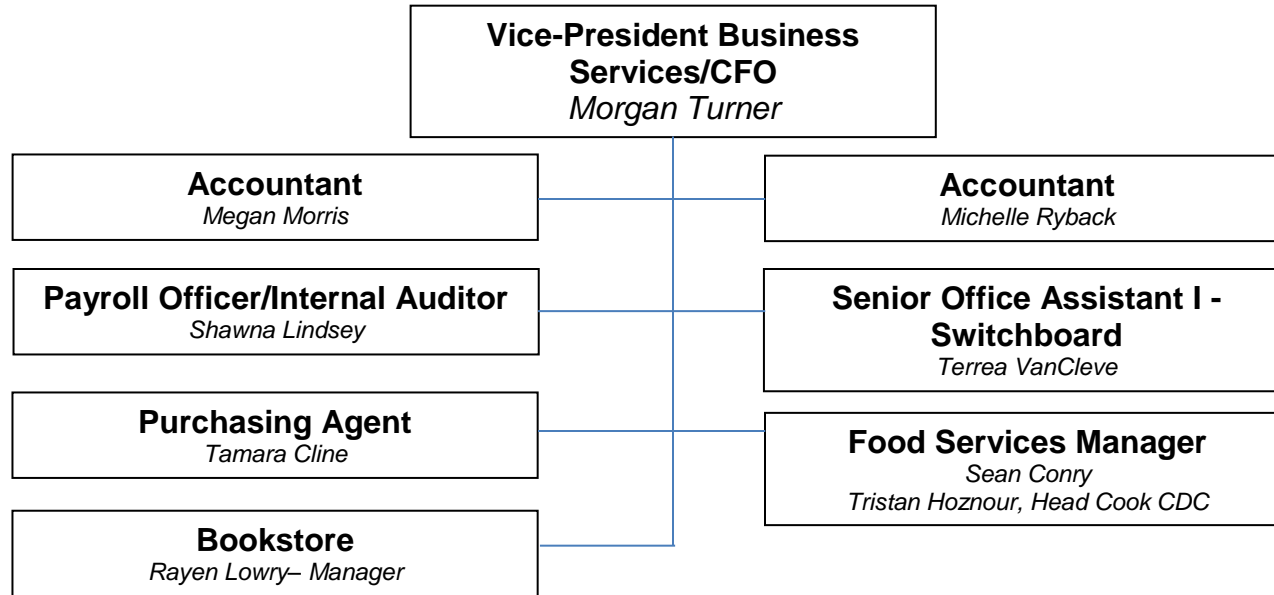 Vice-President Business
Services/CFO
Morgan Turner
Accountant
Megan Morris
Accountant
Michelle Ryback
Payroll Officer/Internal Auditor
Shawna Lindsey
Senior Office Assistant I -
Switchboard
Terrea VanCleve
Purchasing Agent
Tamara Cline
Food Services Manager
Sean Conry
Tristan Hoznour, Head Cook CDC
Bookstore
Rayen Lowry– Manager